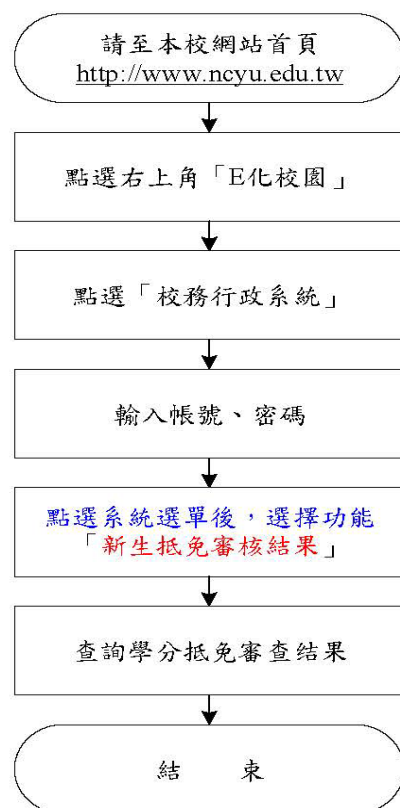 請至本校網站首頁
http://www.ncyu.edu.tw
點選右上角「E化校園」
點選「校務行政系統」
輸入帳號、密碼
點選系統選單後，選擇功能
「新生抵免審核結果」
查詢學分抵免審查結果
結 束